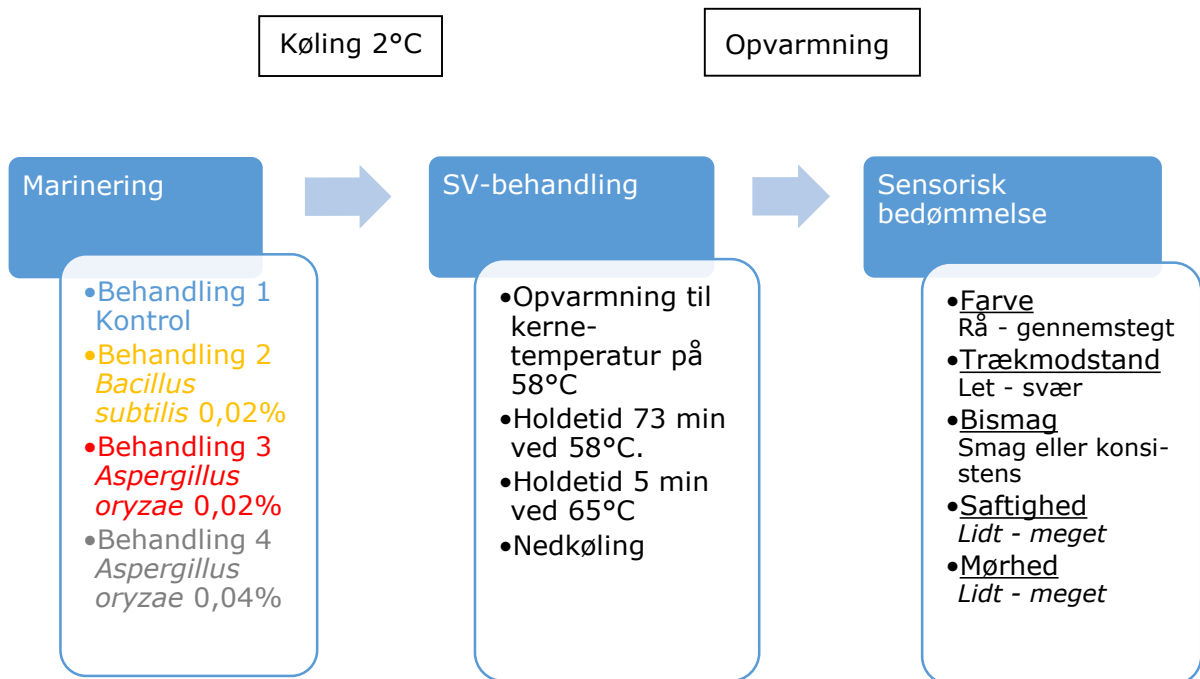 Køling 2°C
Opvarmning
Marinering
•Behandling 1
Kontrol
•Behandling 2
Bacillus
subtilis 0,02%
•Behandling 3
Aspergillus
oryzae 0,02%
•Behandling 4
Aspergillus
oryzae 0,04%
SV-behandling
•Opvarmning til
kerne-
temperatur på
58°C
•Holdetid 73 min
ved 58°C.
•Holdetid 5 min
ved 65°C
•Nedkøling
Sensorisk
bedømmelse
•Farve
Rå - gennemstegt
•Trækmodstand
Let - svær
•Bismag
Smag eller konsi-
stens
•Saftighed
Lidt - meget
•Mørhed
Lidt - meget